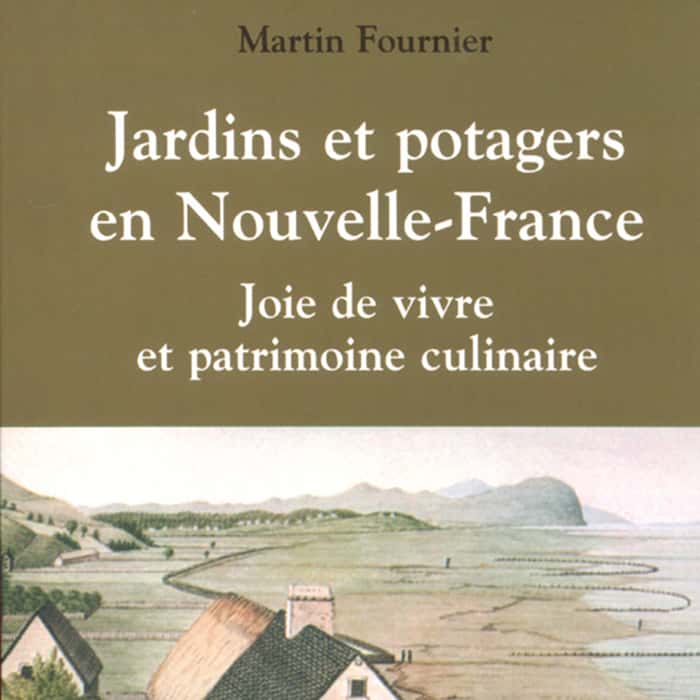 Martin Fournier
Jardins et potagers
en Nouvelle-France
Joie de vivre
et patrimoine culinaire